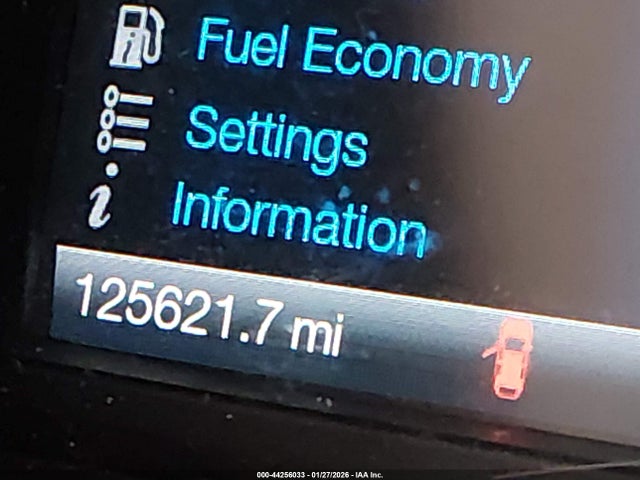 Fuel Economy
Settings
Information
125621.7 mi
000-44256033 - 01/27/2026 - IAA Inc.